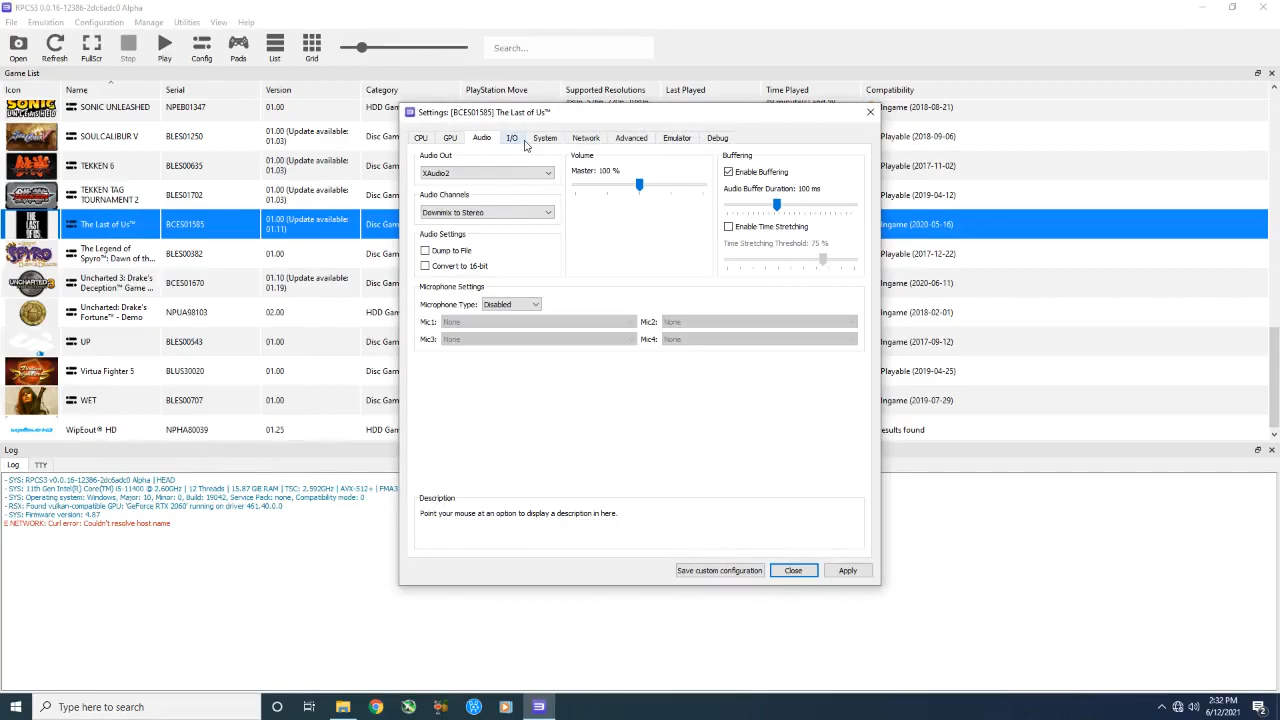 RPCS3 0.0.16-12386-2dc6adc0 Alpha
File Emulation Configuration Manage Utilities View Help
Open Refresh FullScr Stop Play Config Pads List Grid Search...
Game List
Icon Name Serial Version Category PlayStation Move Supported Resolutions Last Played Time Played Compatibility
SONIC UNLEASHED NPEB01347 01.00 HDD Gam Ingame (2018-08-21)
SOULCALIBUR V BLES01250 01.00 (Update available: 01.03) Disc Gam Playable (2018-09-06)
TEKKEN 6 BLES00635 01.00 (Update available: 01.03) Disc Gam Playable (2017-11-02)
TEKKEN TAG TOURNAMENT 2 BLES01702 01.00 (Update available: 01.03) Disc Gam Playable (2019-04-12)
The Last of Us™ BCES01585 01.00 (Update available: 01.11) Disc Gam Ingame (2020-05-16)
The Legend of Spyro™: Dawn of th... BLES00382 01.00 Disc Gam Playable (2017-12-22)
Uncharted 3: Drake's Deception™ Game ... BCES01670 01.10 (Update available: 01.19) Disc Gam Ingame (2020-06-11)
Uncharted: Drake's Fortune™ - Demo NPUA98103 02.00 HDD Gam Ingame (2018-02-01)
UP BLES00543 01.00 Disc Gam Playable (2017-09-12)
Virtua Fighter 5 BLUS30020 01.00 Disc Gam Playable (2019-04-25)
WET BLES00707 01.00 Disc Gam Ingame (2019-07-29)
WipEout® HD NPHA80039 01.25 HDD Gam
Settings: [BCES01585] The Last of Us™
CPU GPU Audio I/O System Network Advanced Emulator Debug
Audio Out
XAudio2
Audio Channels
Downmix to Stereo
Audio Settings
Dump to File
Convert to 16-bit
Volume
Master: 100 %
Buffering
Enable Buffering
Audio Buffer Duration: 100 ms
Enable Time Stretching
Time Stretching Threshold: 75 %
Microphone Settings
Microphone Type: Disabled
Mic1: None Mic2: None
Mic3: None Mic4: None
Description
Point your mouse at an option to display a description in here.
Save custom configuration Close Apply
Log
Log TTY
- SYS: RPCS3 v0.0.16-12386-2dc6adc0 Alpha | HEAD
- SYS: 11th Gen Intel(R) Core(TM) i5-11400 @ 2.60GHz | 12 Threads | 15.87 GiB RAM | TSC: 2.592GHz | AVX-512+ | FMA3
- SYS: Operating system: Windows, Major: 10, Minor: 0, Build: 19042, Service Pack: none, Compatibility mode: 0
- RSX: Found vulkan-compatible GPU: 'GeForce RTX 2060' running on driver 461.40.0.0
- SYS: Firmware version: 4.87
E NETWORK: Curl error: Couldn't resolve host name
Type here to search
2:32 PM
6/12/2021